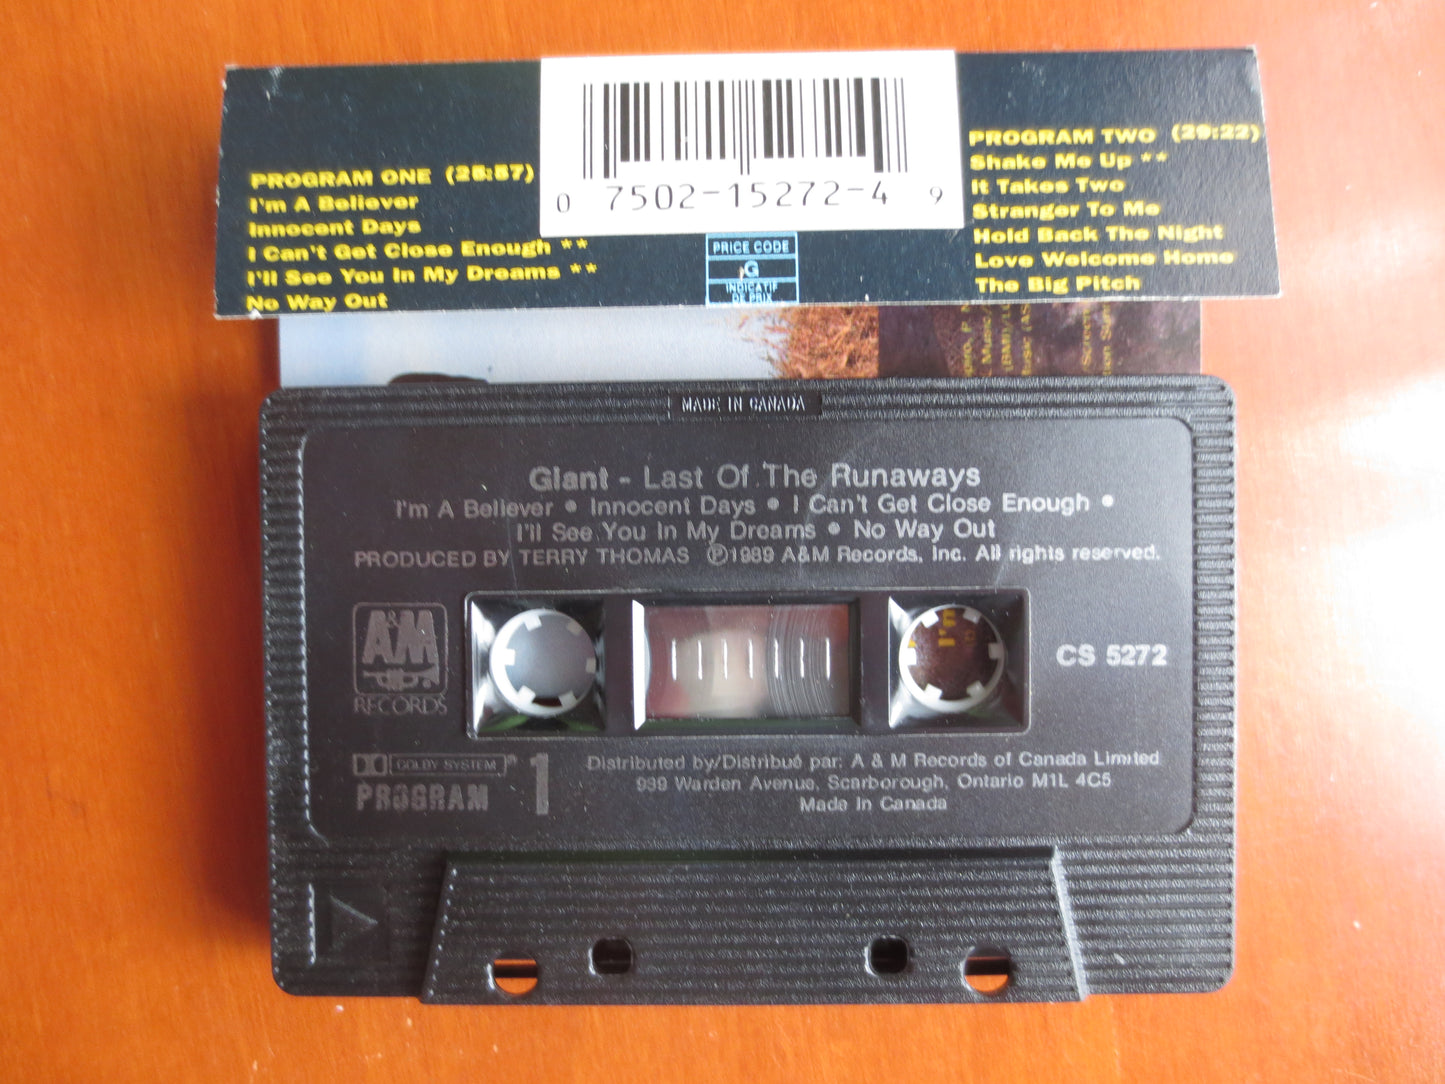 PROGRAM ONE (25:57)
I'm A Believer
Innocent Days
I Can't Get Close Enough **
I'll See You In My Dreams **
No Way Out
0 7502-15272-4 9
PRICE CODE
G
INDICATIF
DE PRIX
PROGRAM TWO (29:22)
Shake Me Up **
It Takes Two
Stranger To Me
Hold Back The Night
Love Welcome Home
The Big Pitch
MADE IN CANADA
Giant - Last Of The Runaways
I'm A Believer • Innocent Days • I Can't Get Close Enough •
I'll See You In My Dreams • No Way Out
PRODUCED BY TERRY THOMAS ℗1989 A&M Records, Inc. All rights reserved.
A&M
RECORDS
CS 5272
DOLBY SYSTEM®
PROGRAM 1
Distributed by/Distribué par: A & M Records of Canada Limited
939 Warden Avenue, Scarborough, Ontario M1L 4C5
Made In Canada